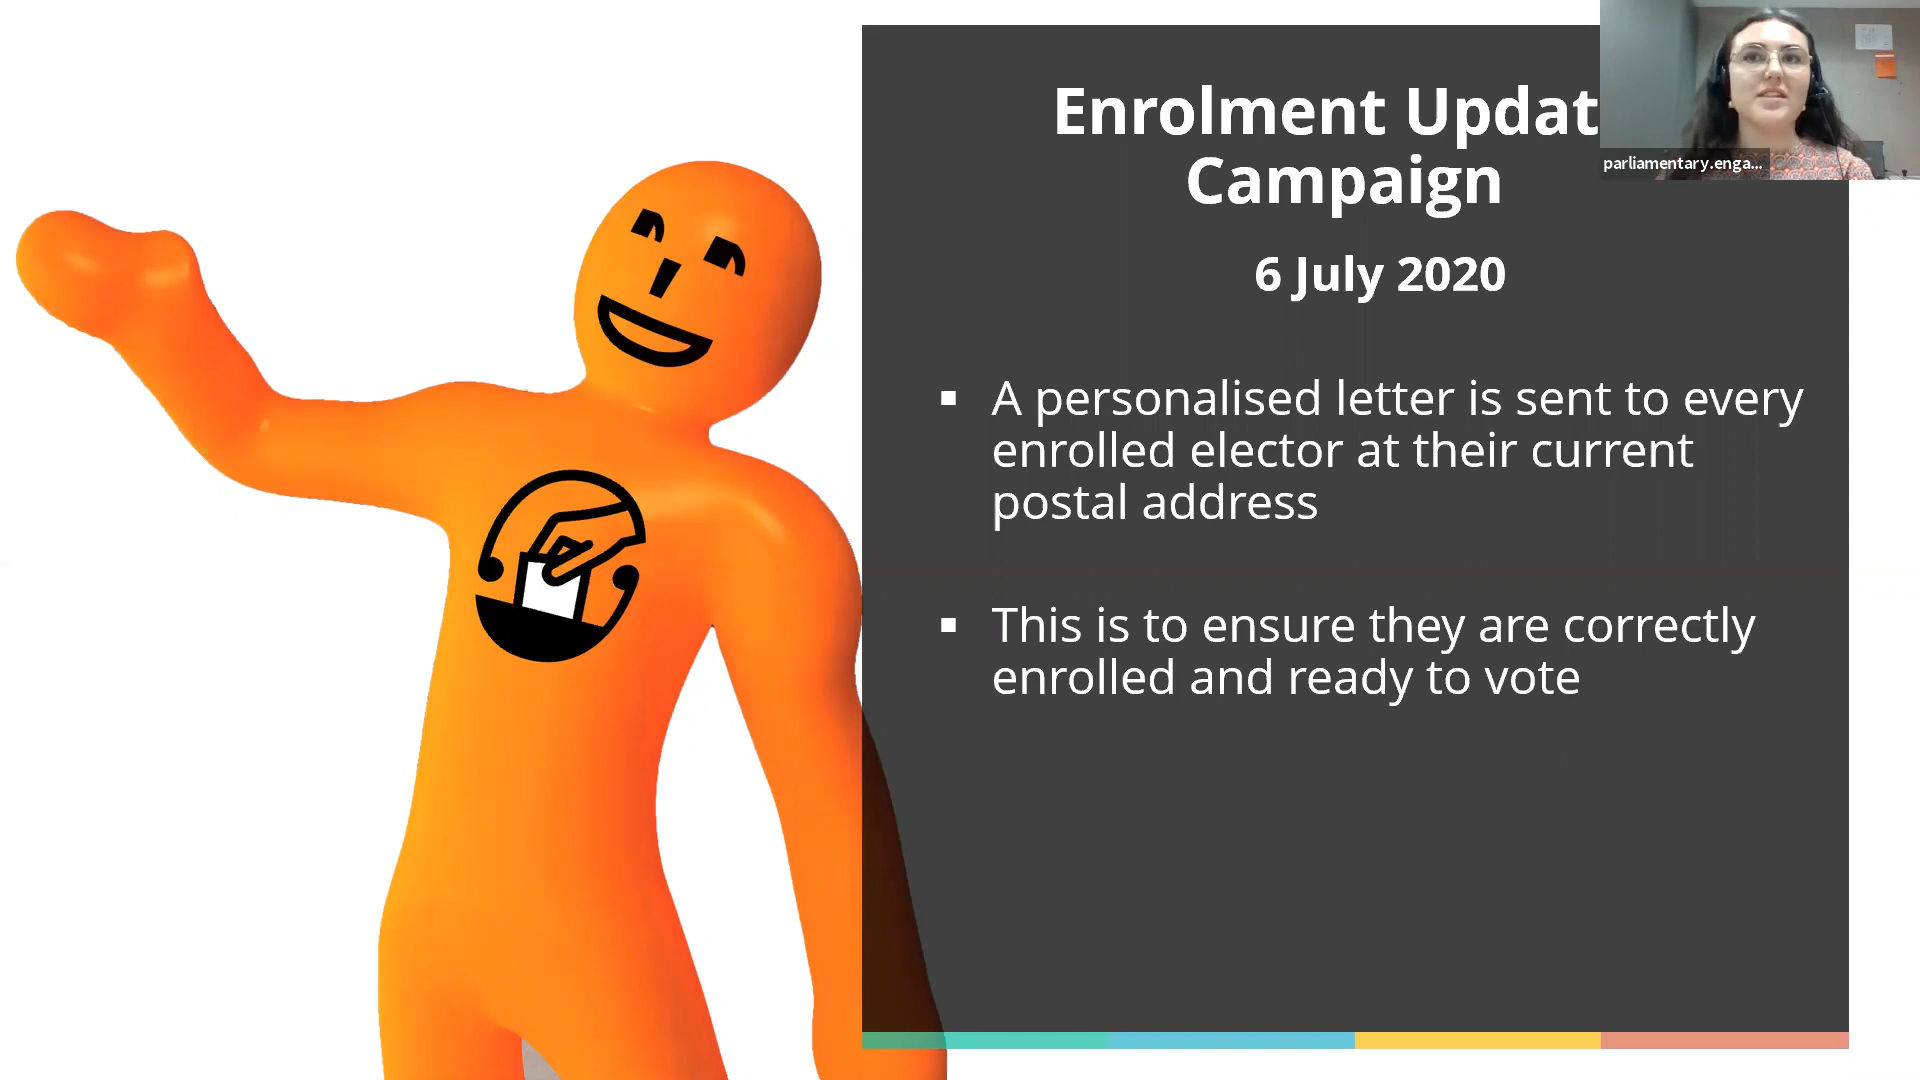 Enrolment Updat
Campaign
parliamentary.enga...
6 July 2020
▪ A personalised letter is sent to every
enrolled elector at their current
postal address
▪ This is to ensure they are correctly
enrolled and ready to vote